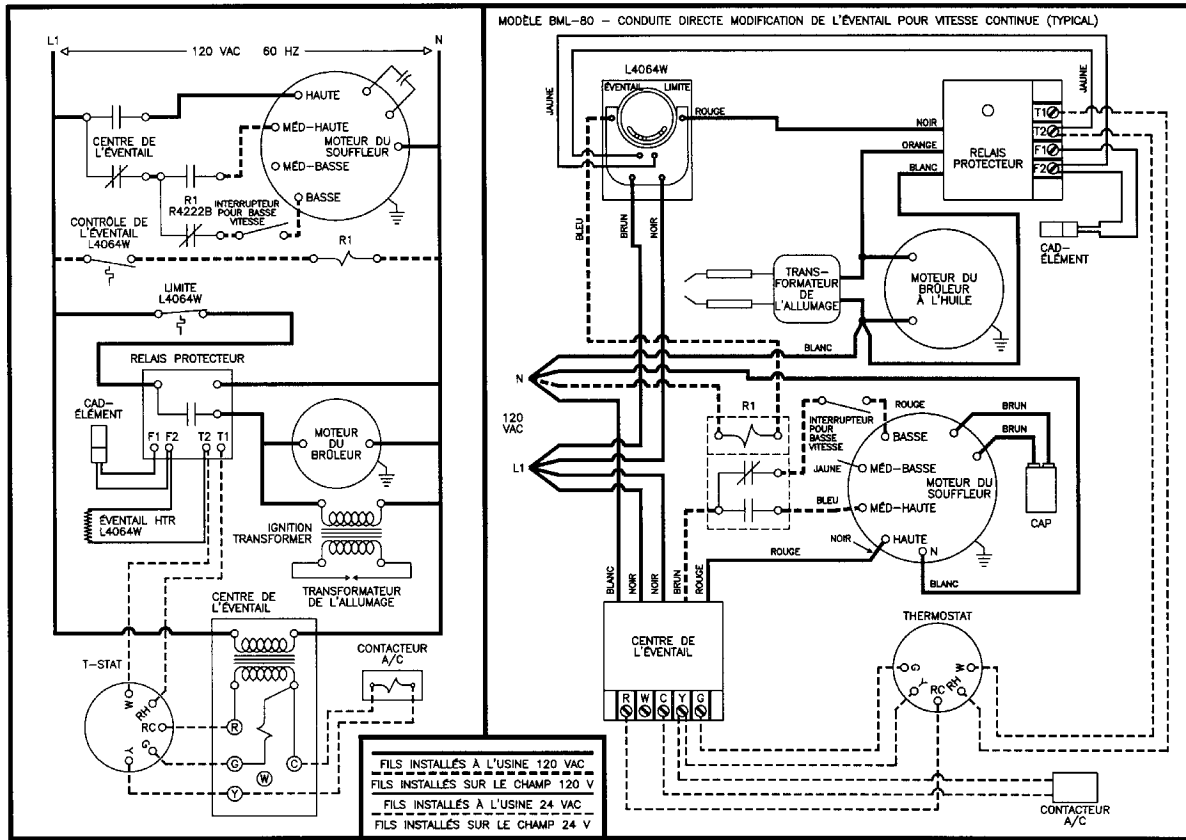 L1
120 VAC 60 HZ
N
HAUTE
MÉD-HAUTE
MOTEUR DU
SOUFFLEUR
MÉD-BASSE
BASSE
CENTRE DE
L'ÉVENTAIL
R1
R4222B
INTERRUPTEUR
POUR BASSE
VITESSE
CONTRÔLE DE
L'ÉVENTAIL
L4064W
R1
LIMITE
L4064W
RELAIS PROTECTEUR
CAD-
ÉLÉMENT
F1 F2 T2 T1
MOTEUR
DU
BRÛLEUR
ÉVENTAIL HTR
L4064W
IGNITION
TRANSFORMER
TRANSFORMATEUR
DE L'ALLUMAGE
CENTRE DE
L'ÉVENTAIL
CONTACTEUR
A/C
T-STAT
W
RH
RC
G
Y
R
G
W
C
Y
FILS INSTALLÉS À L'USINE 120 VAC
FILS INSTALLÉS SUR LE CHAMP 120 V
FILS INSTALLÉS À L'USINE 24 VAC
FILS INSTALLÉS SUR LE CHAMP 24 V
MODÈLE BML-80 - CONDUITE DIRECTE MODIFICATION DE L'ÉVENTAIL POUR VITESSE CONTINUE (TYPICAL)
L4064W
ÉVENTAIL LIMITE
JAUNE
ROUGE
NOIR
ORANGE
BLANC
RELAIS
PROTECTEUR
T1
T2
F1
F2
JAUNE
CAD-
ÉLÉMENT
BLEU
BRUN
NOIR
TRANS-
FORMATEUR
DE
L'ALLUMAGE
MOTEUR DU
BRÛLEUR
À L'HUILE
BLANC
N
120
VAC
L1
R1
INTERRUPTEUR
POUR
BASSE
VITESSE
ROUGE
BASSE
BRUN
BRUN
JAUNE
MÉD-BASSE
MOTEUR DU
SOUFFLEUR
BLEU
MÉD-HAUTE
CAP
NOIR
HAUTE
N
ROUGE
BLANC
BLANC
NOIR
NOIR
BRUN
ROUGE
CENTRE DE
L'ÉVENTAIL
R W C Y G
THERMOSTAT
G
Y
RC
RH
W
CONTACTEUR
A/C